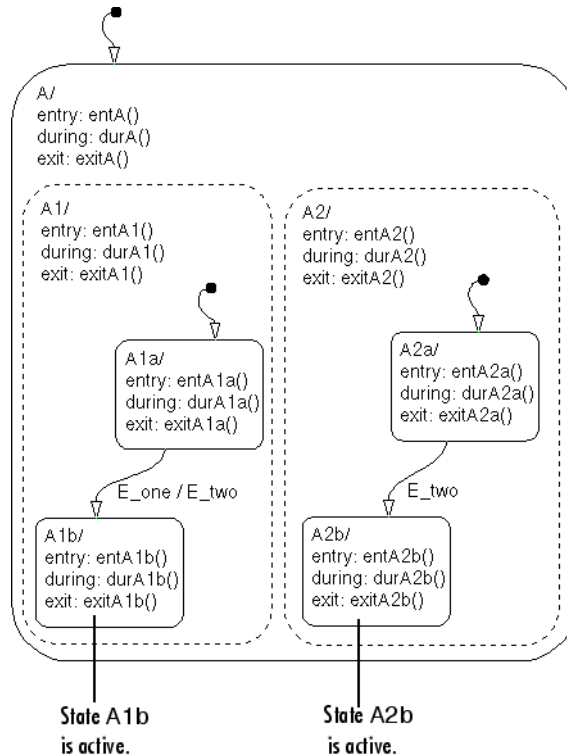 A/
entry: entA()
during: durA()
exit: exitA()
A1/
entry: entA1()
during: durA1()
exit: exitA1()
A1a/
entry: entA1a()
during: durA1a()
exit: exitA1a()
E_one / E_two
A1b/
entry: entA1b()
during: durA1b()
exit: exitA1b()
A2/
entry: entA2()
during: durA2()
exit: exitA2()
A2a/
entry: entA2a()
during: durA2a()
exit: exitA2a()
E_two
A2b/
entry: entA2b()
during: durA2b()
exit: exitA2b()
State A1b
is active.
State A2b
is active.